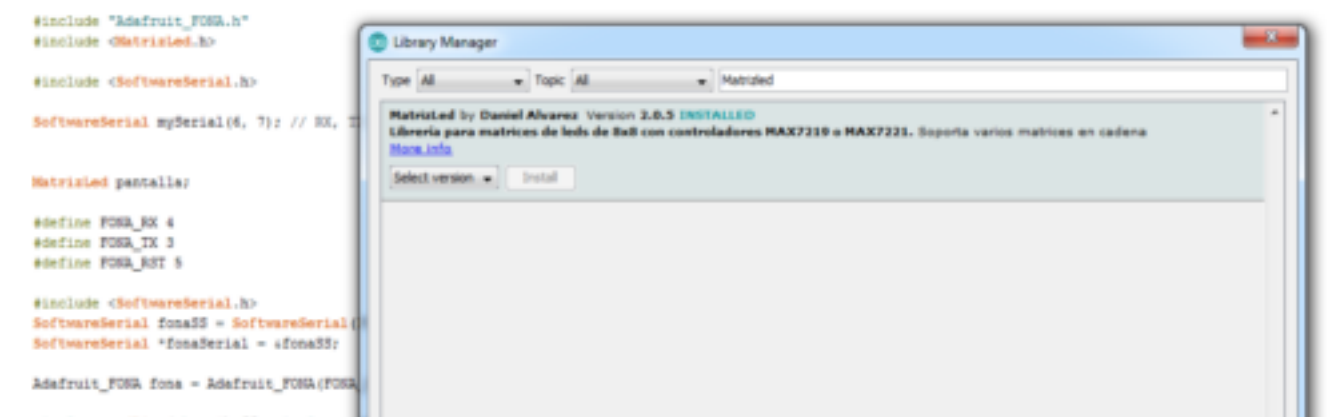 #include "Adafruit_FONA.h"
#include <MatrizLed.h>
#include <SoftwareSerial.h>
SoftwareSerial mySerial(6, 7); // RX, T
MatrizLed pantalla;
#define FONA_RX 4
#define FONA_TX 3
#define FONA_RST 5
#include <SoftwareSerial.h>
SoftwareSerial fonaSS = SoftwareSerial(
SoftwareSerial *fonaSerial = &fonaSS;
Adafruit_FONA fona = Adafruit_FONA(FONA_
Library Manager
Type All Topic All Matrizled
MatrizLed by Daniel Alvarez Version 2.0.5 INSTALLED
Libreria para matrices de leds de 8x8 con controladores MAX7219 o MAX7221. Soporta varios matrices en cadena
More info
Select version Install